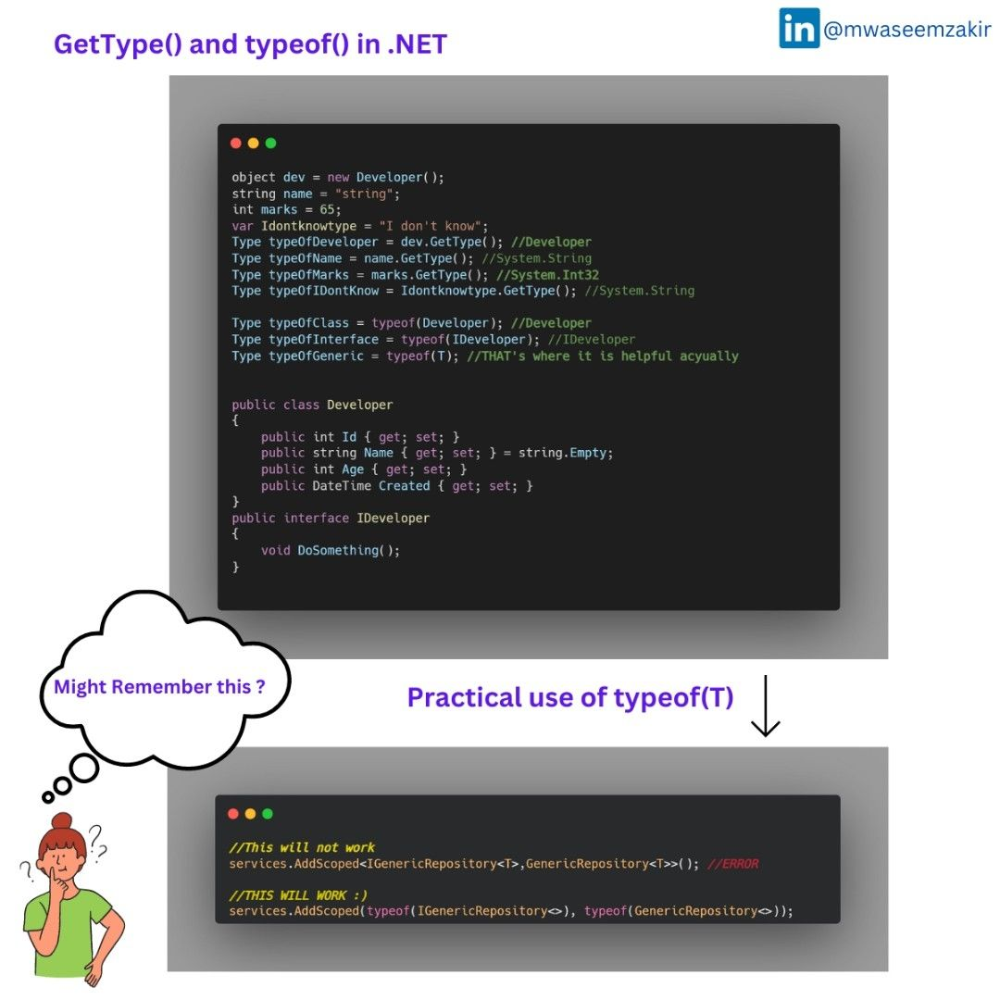 GetType() and typeof() in .NET
in @mwaseemzakir
object dev = new Developer();
string name = "string";
int marks = 65;
var Idontknowtype = "I don't know";
Type typeOfDeveloper = dev.GetType(); //Developer
Type typeOfName = name.GetType(); //System.String
Type typeOfMarks = marks.GetType(); //System.Int32
Type typeOfIDontKnow = Idontknowtype.GetType(); //System.String
Type typeOfClass = typeof(Developer); //Developer
Type typeOfInterface = typeof(IDeveloper); //IDeveloper
Type typeOfGeneric = typeof(T); //THAT's where it is helpful acyually
public class Developer
{
public int Id { get; set; }
public string Name { get; set; } = string.Empty;
public int Age { get; set; }
public DateTime Created { get; set; }
}
public interface IDeveloper
{
void DoSomething();
}
Might Remember this ?
Practical use of typeof(T)
//This will not work
services.AddScoped<IGenericRepository<T>,GenericRepository<T>>(); //ERROR
//THIS WILL WORK :)
services.AddScoped(typeof(IGenericRepository<>), typeof(GenericRepository<>));
? ? ?
?